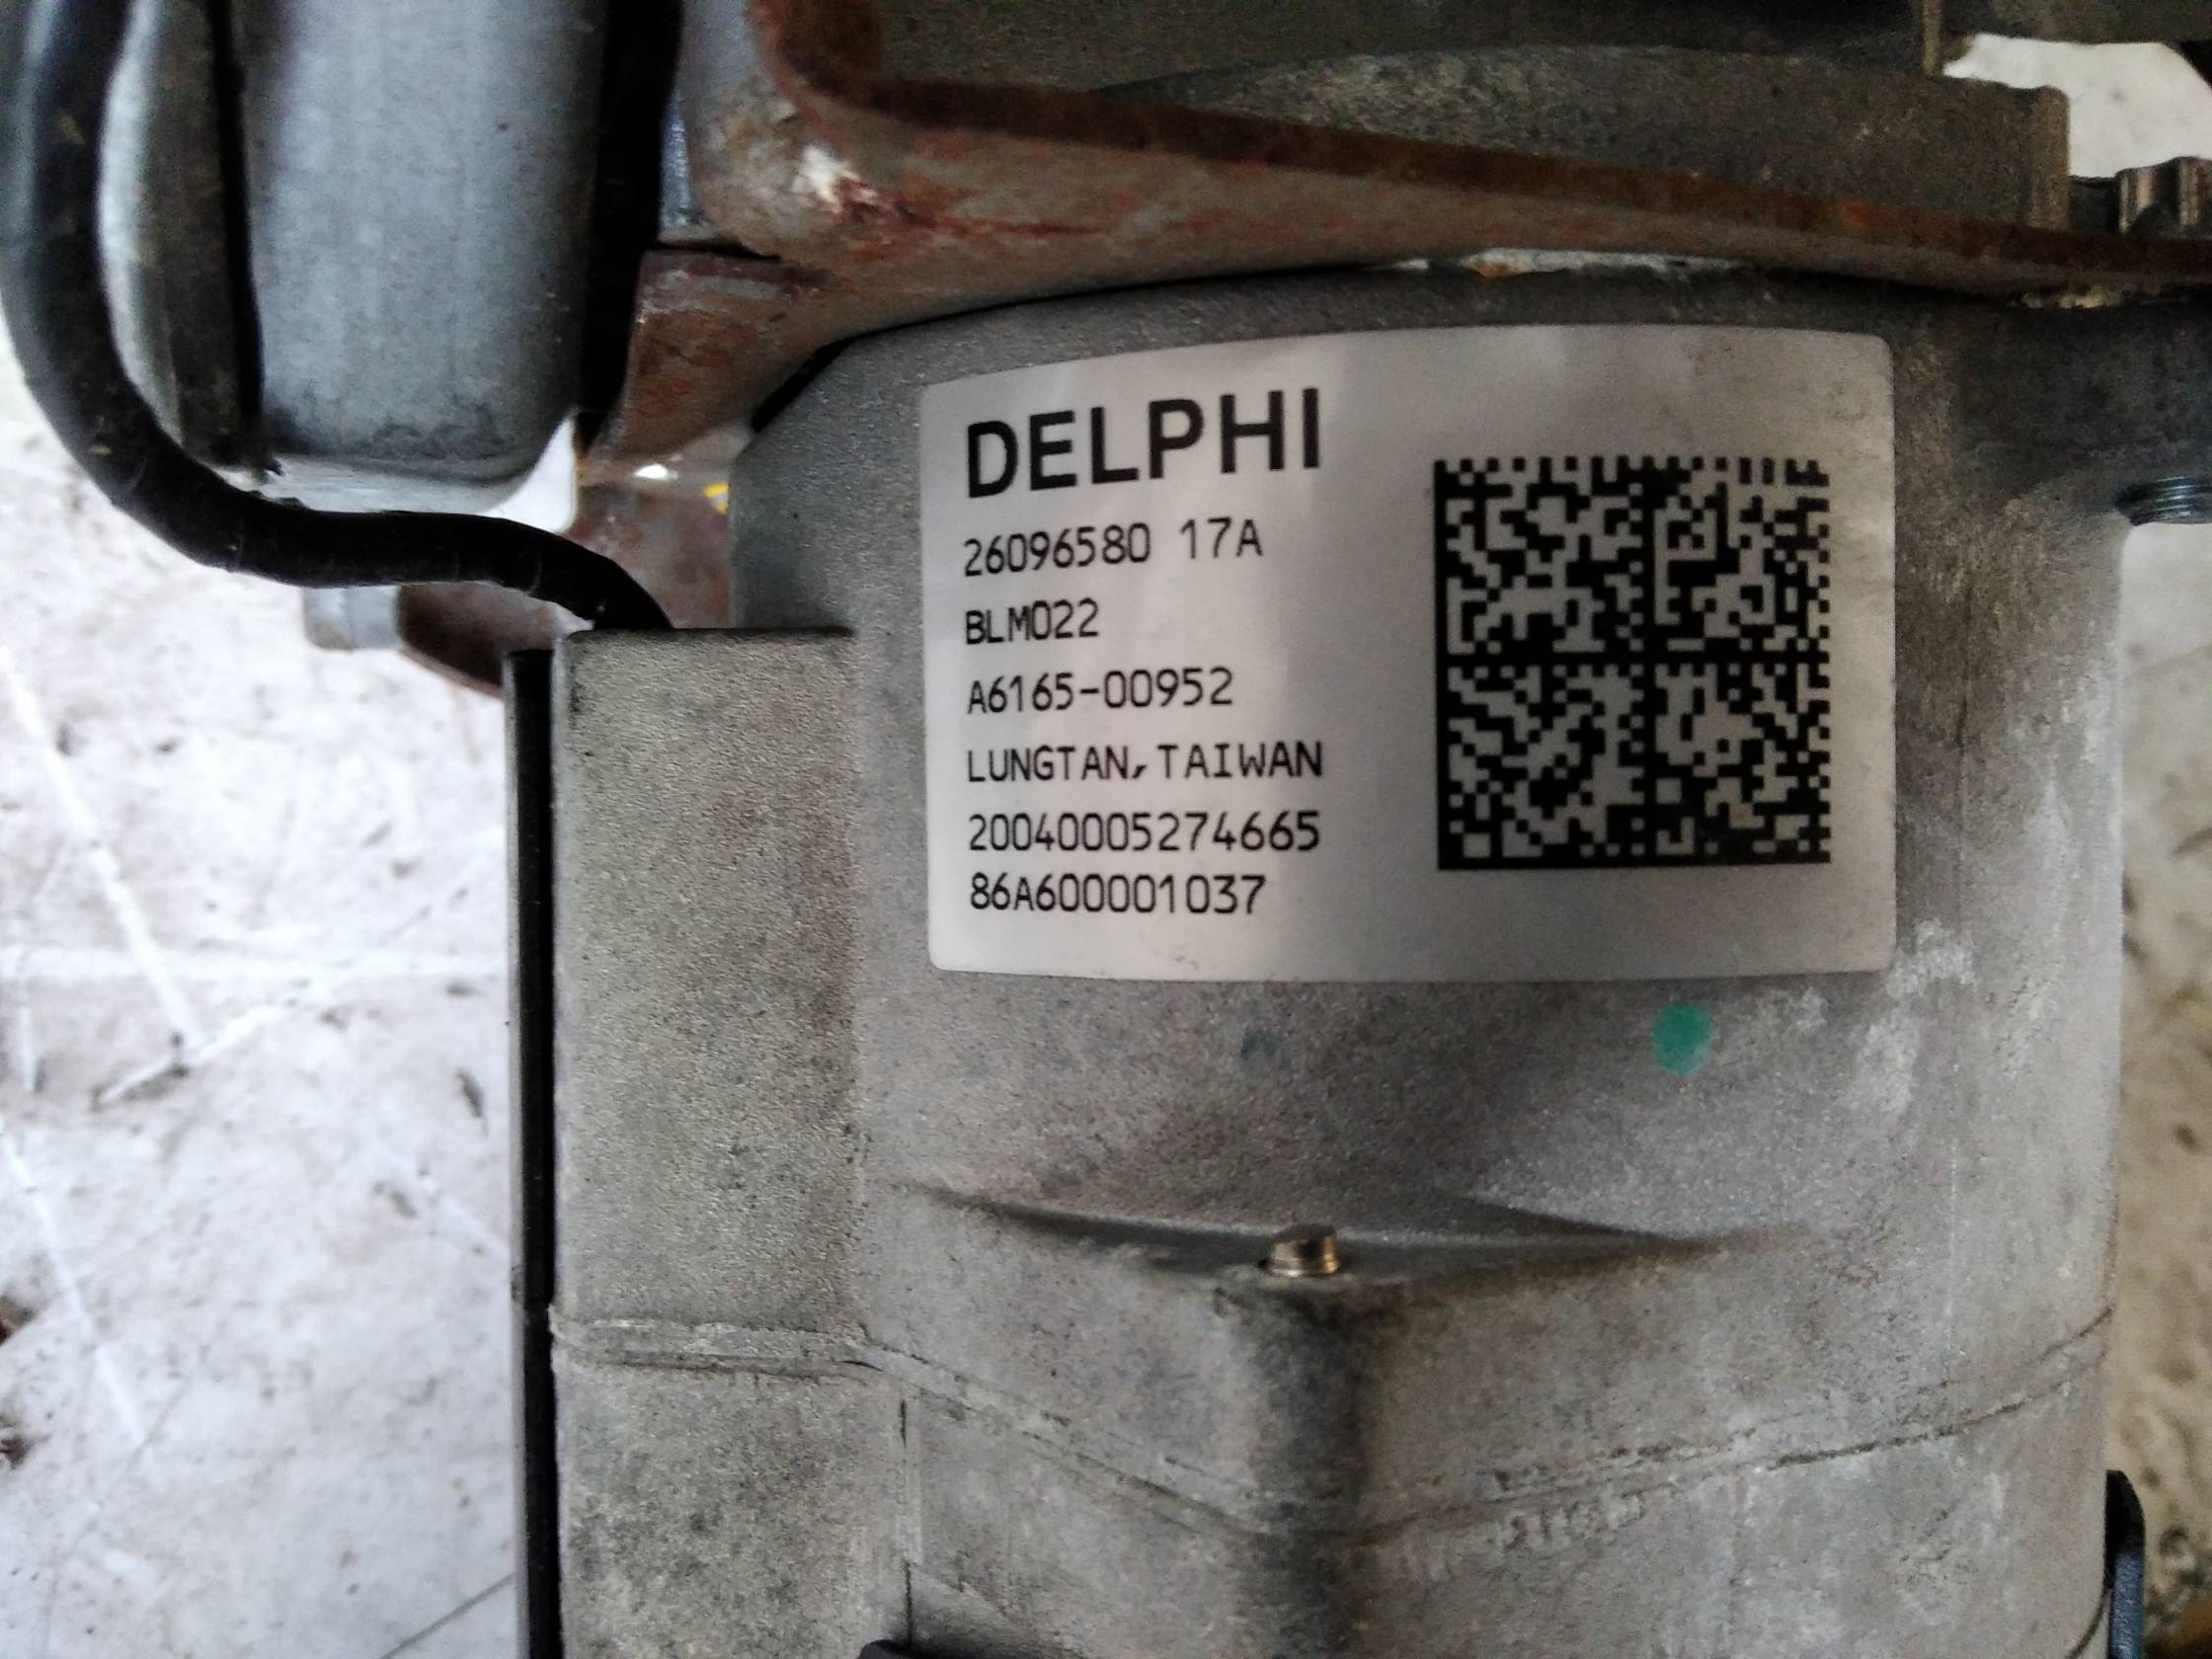 DELPHI
26096580 17A
BLM022
A6165-00952
LUNGTAN, TAIWAN
20040005274665
86A600001037